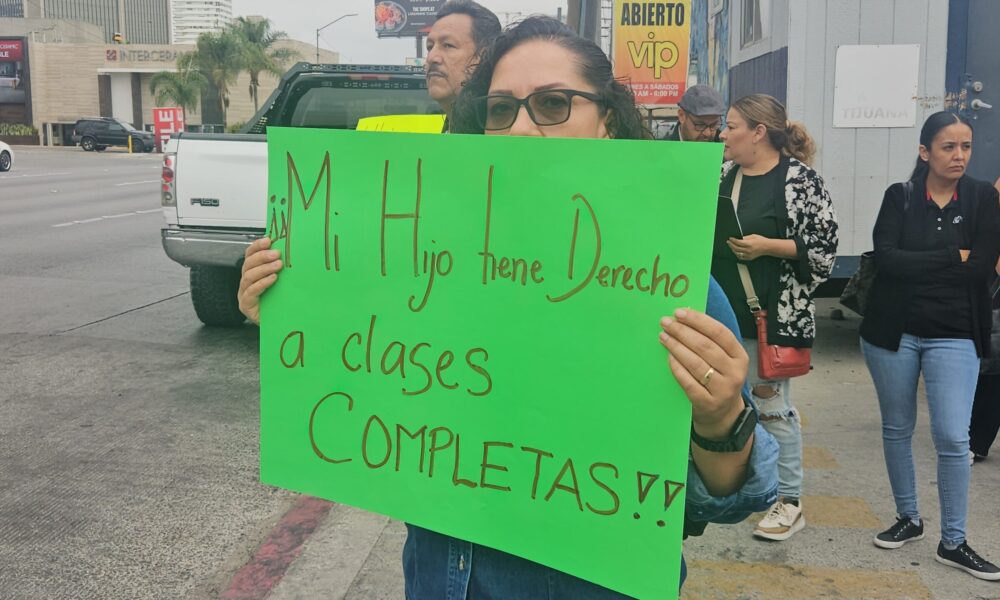 INTERCERAMIC
ABIERTO
vip
F150
TIJUANA
¡¡Mi Hijo tiene Derecho
a clases
COMPLETAS!!